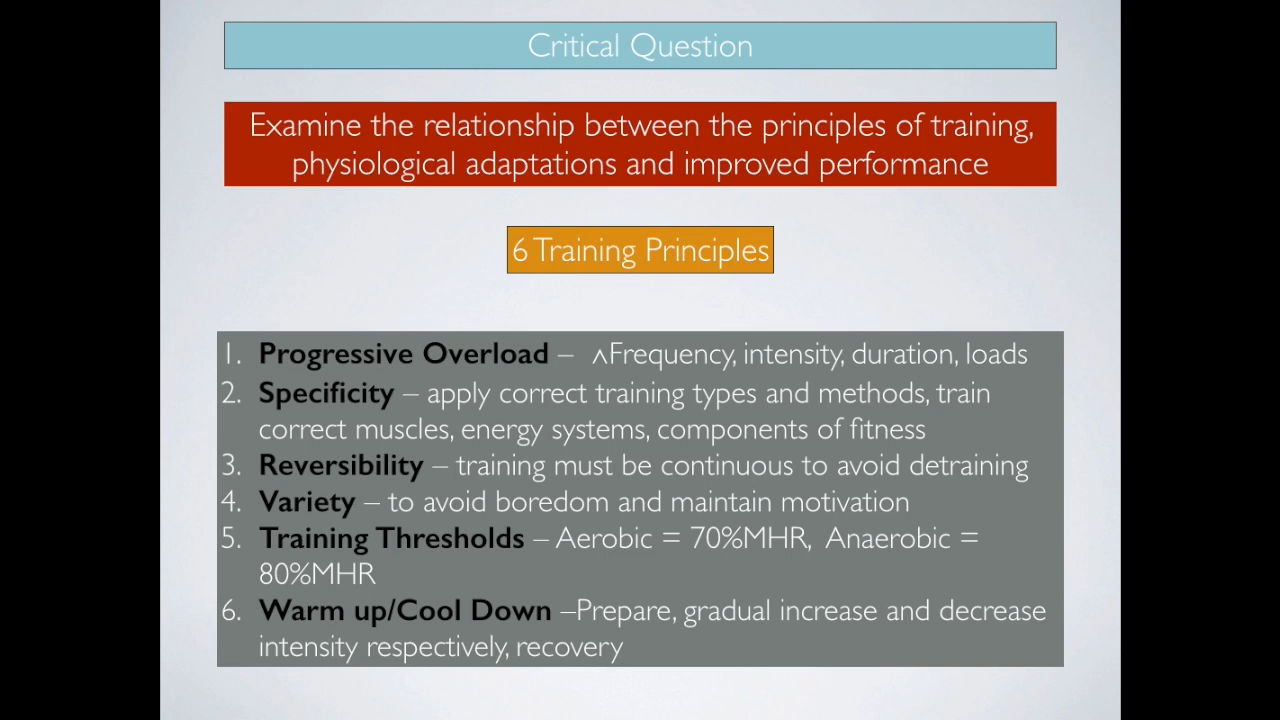 Critical Question
Examine the relationship between the principles of training,
physiological adaptations and improved performance
6 Training Principles
1. Progressive Overload – ʌFrequency, intensity, duration, loads
2. Specificity – apply correct training types and methods, train
correct muscles, energy systems, components of fitness
3. Reversibility – training must be continuous to avoid detraining
4. Variety – to avoid boredom and maintain motivation
5. Training Thresholds – Aerobic = 70%MHR, Anaerobic =
80%MHR
6. Warm up/Cool Down –Prepare, gradual increase and decrease
intensity respectively, recovery